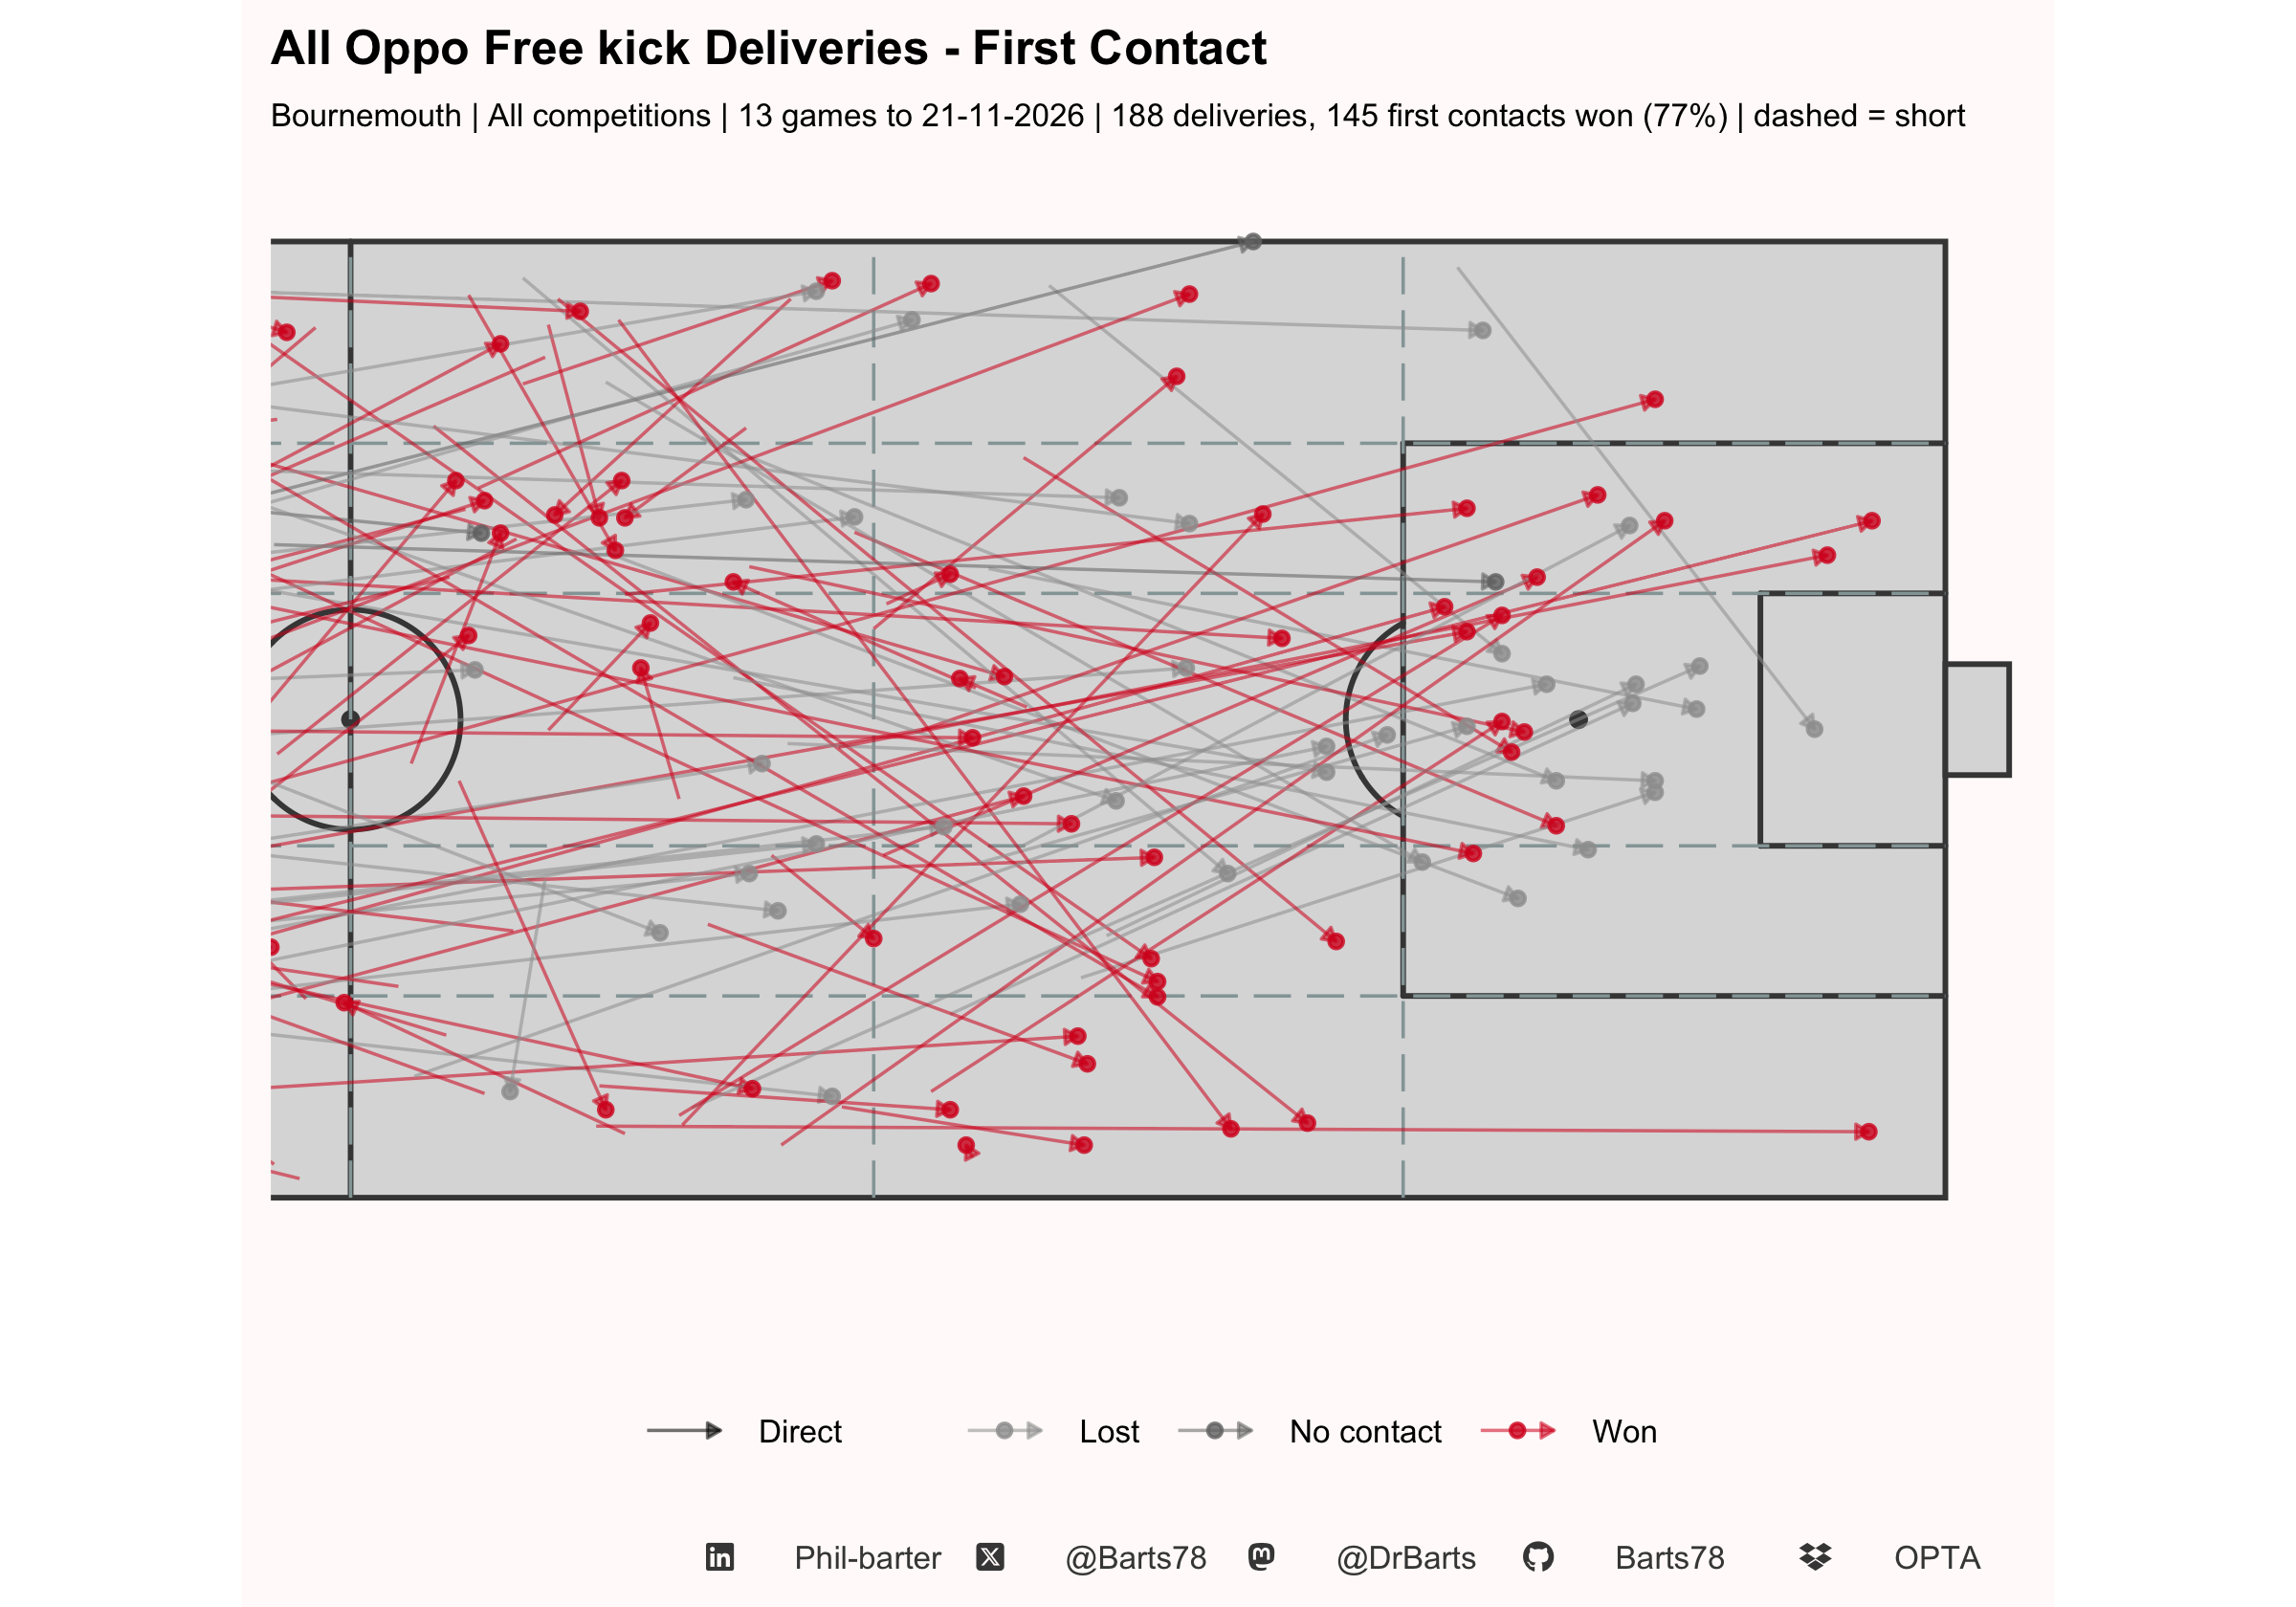 All Oppo Free kick Deliveries - First Contact
Bournemouth | All competitions | 13 games to 21-11-2026 | 188 deliveries, 145 first contacts won (77%) | dashed = short
Direct Lost No contact Won
Phil-barter @Barts78 @DrBarts Barts78 OPTA